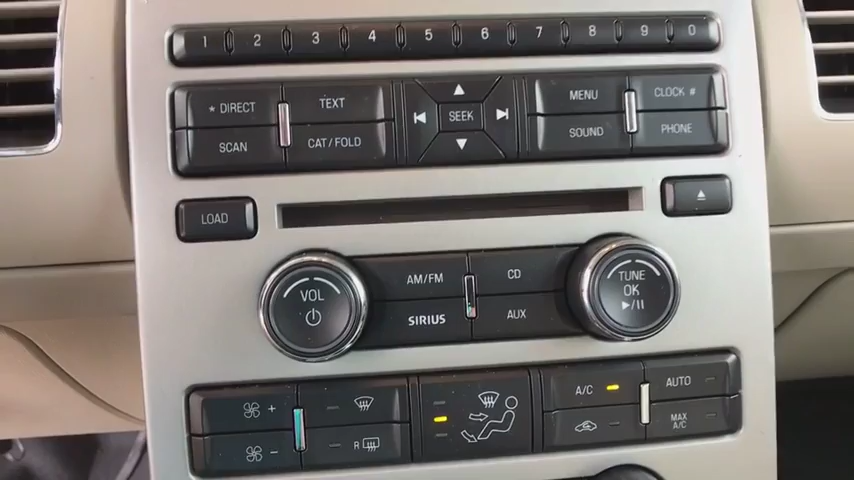 1 2 3 4 5 6 7 8 9 0
* DIRECT TEXT MENU CLOCK #
SEEK
SCAN CAT/FOLD SOUND PHONE
LOAD
AM/FM CD
VOL TUNE
OK
SIRIUS AUX
A/C AUTO
R MAX
A/C